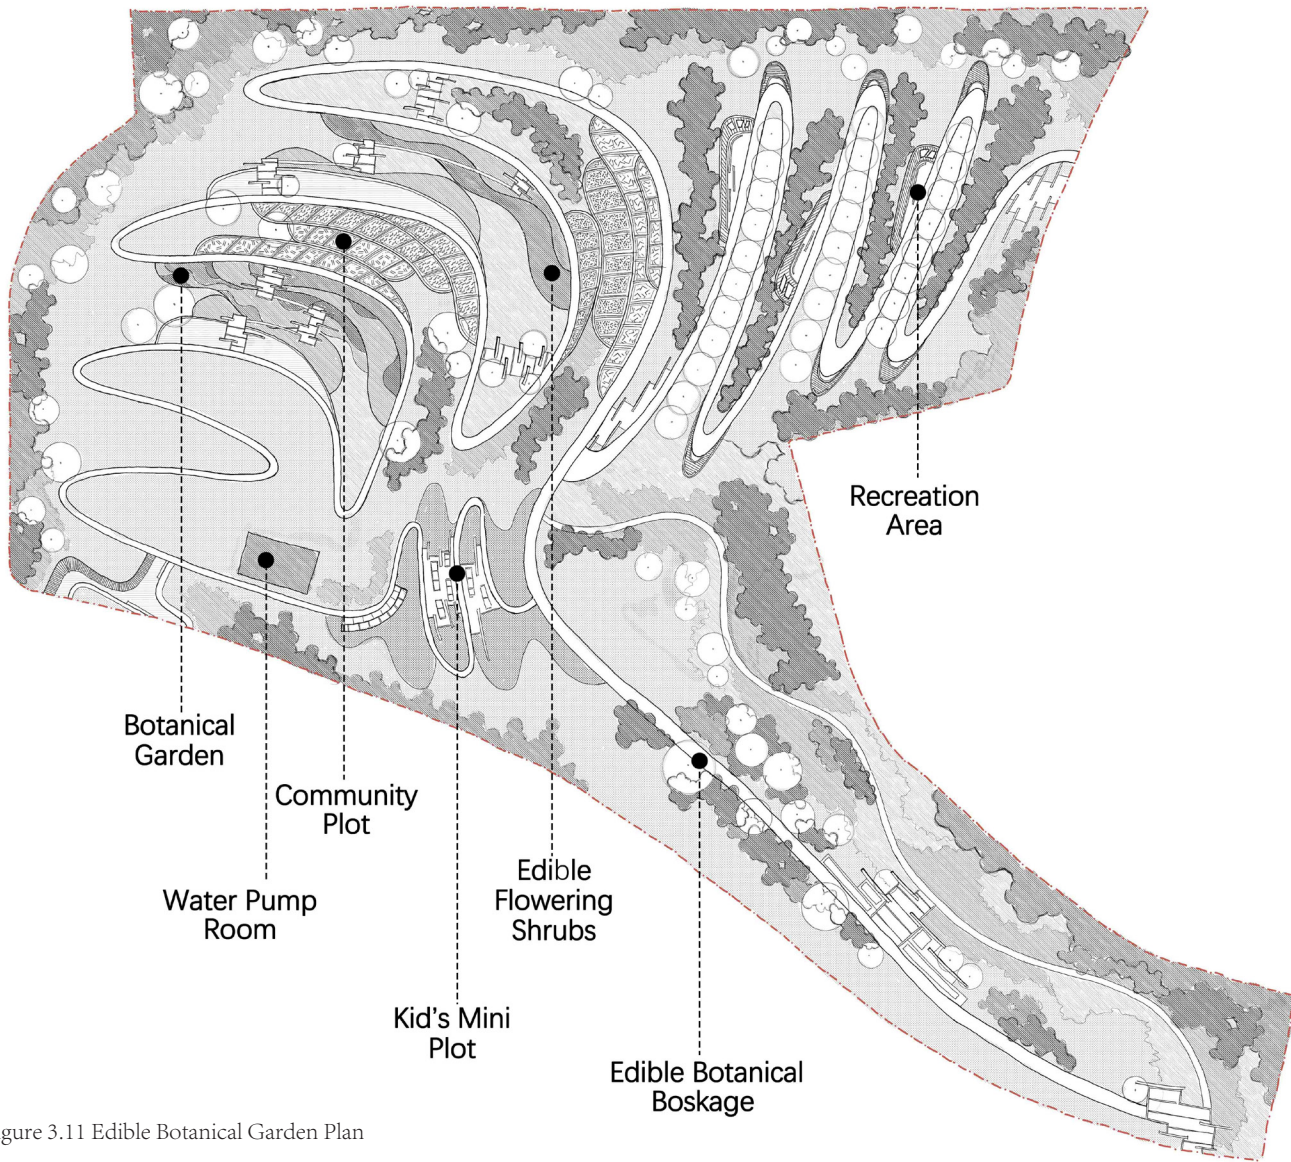 Recreation
Area
Botanical
Garden
Community
Plot
Edible
Flowering
Shrubs
Water Pump
Room
Kid's Mini
Plot
Edible Botanical
Boskage
gure 3.11 Edible Botanical Garden Plan